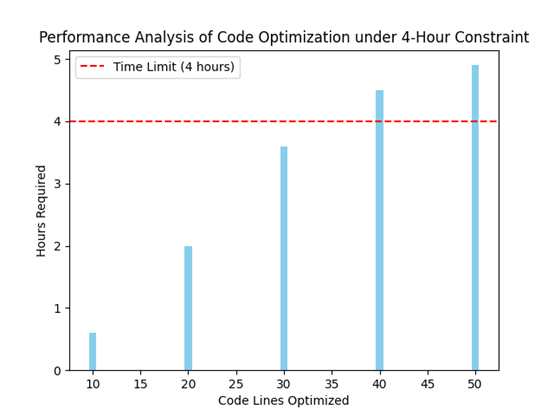 Performance Analysis of Code Optimization under 4-Hour Constraint
Time Limit (4 hours)
5
4
3
2
1
0
Hours Required
10 15 20 25 30 35 40 45 50
Code Lines Optimized